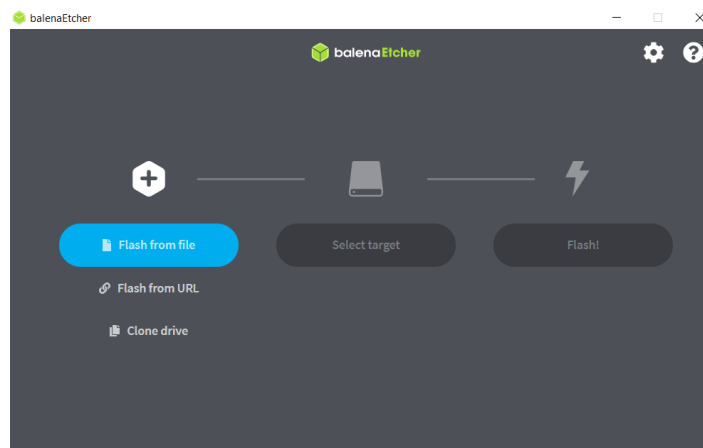 balenaEtcher
balenaEtcher
Flash from file
Select target
Flash!
Flash from URL
Clone drive